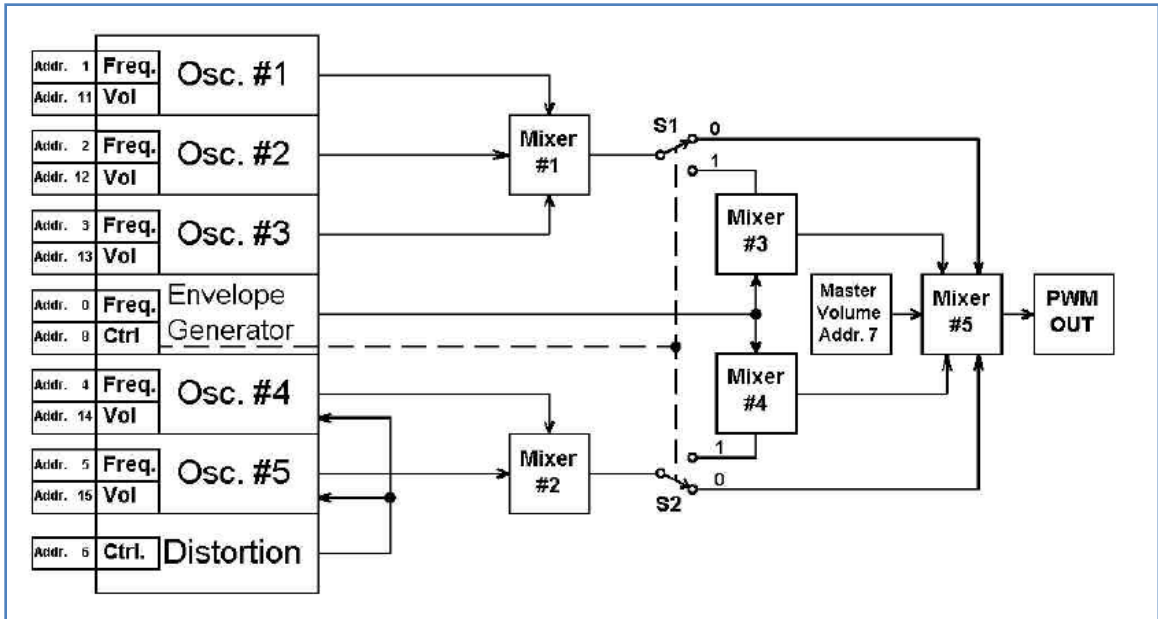 Addr. 1 Freq. Osc. #1
Addr. 11 Vol
Addr. 2 Freq. Osc. #2
Addr. 12 Vol
Addr. 3 Freq. Osc. #3
Addr. 13 Vol
Addr. 0 Freq. Envelope
Addr. 8 Ctrl Generator
Addr. 4 Freq. Osc. #4
Addr. 14 Vol
Addr. 5 Freq. Osc. #5
Addr. 15 Vol
Addr. 6 Ctrl. Distortion
Mixer
#1
Mixer
#2
S1
0
1
Mixer
#3
Master
Volume
Addr. 7
Mixer
#5
PWM
OUT
Mixer
#4
1
0
S2